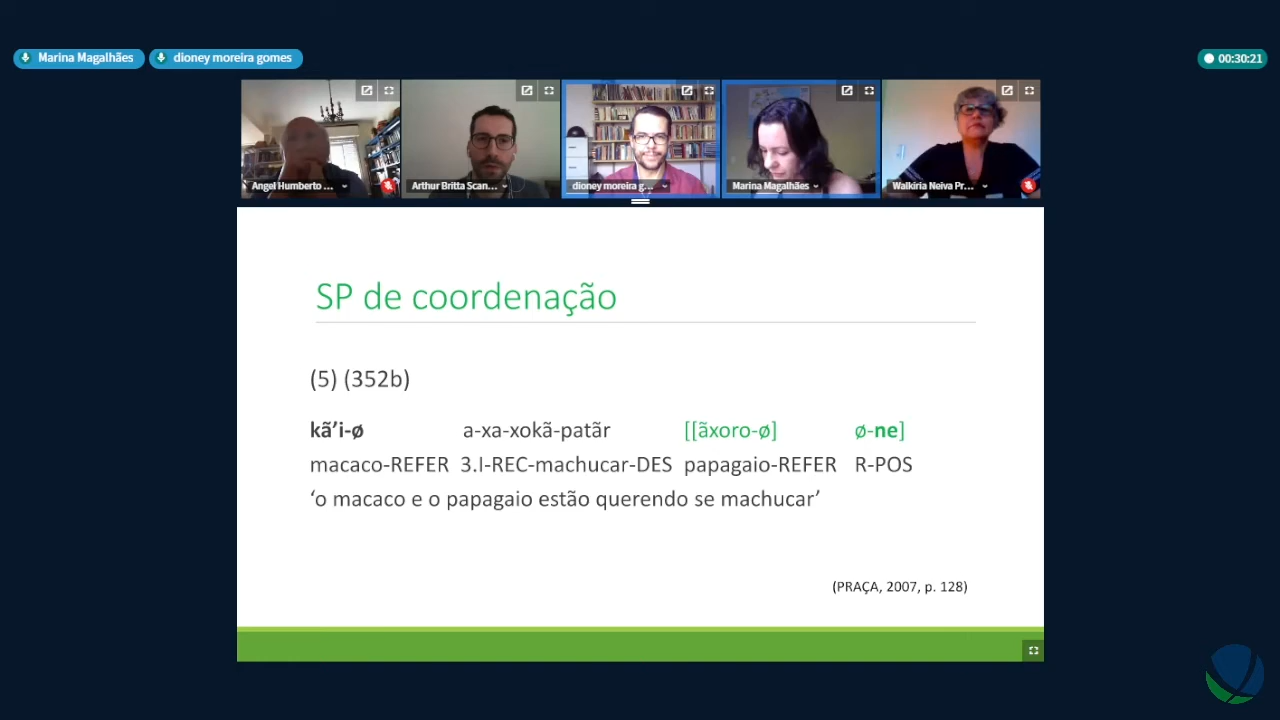 Marina Magalhães dioney moreira gomes 00:30:21
Angel Humberto ... Arthur Britta Scan... dioney moreira g... Marina Magalhães Walkiria Neiva Pr...
SP de coordenação
(5) (352b)
kã’i-ø a-xa-xokã-patãr [[ãxoro-ø] ø-ne]
macaco-REFER 3.I-REC-machucar-DES papagaio-REFER R-POS
‘o macaco e o papagaio estão querendo se machucar’
(PRAÇA, 2007, p. 128)